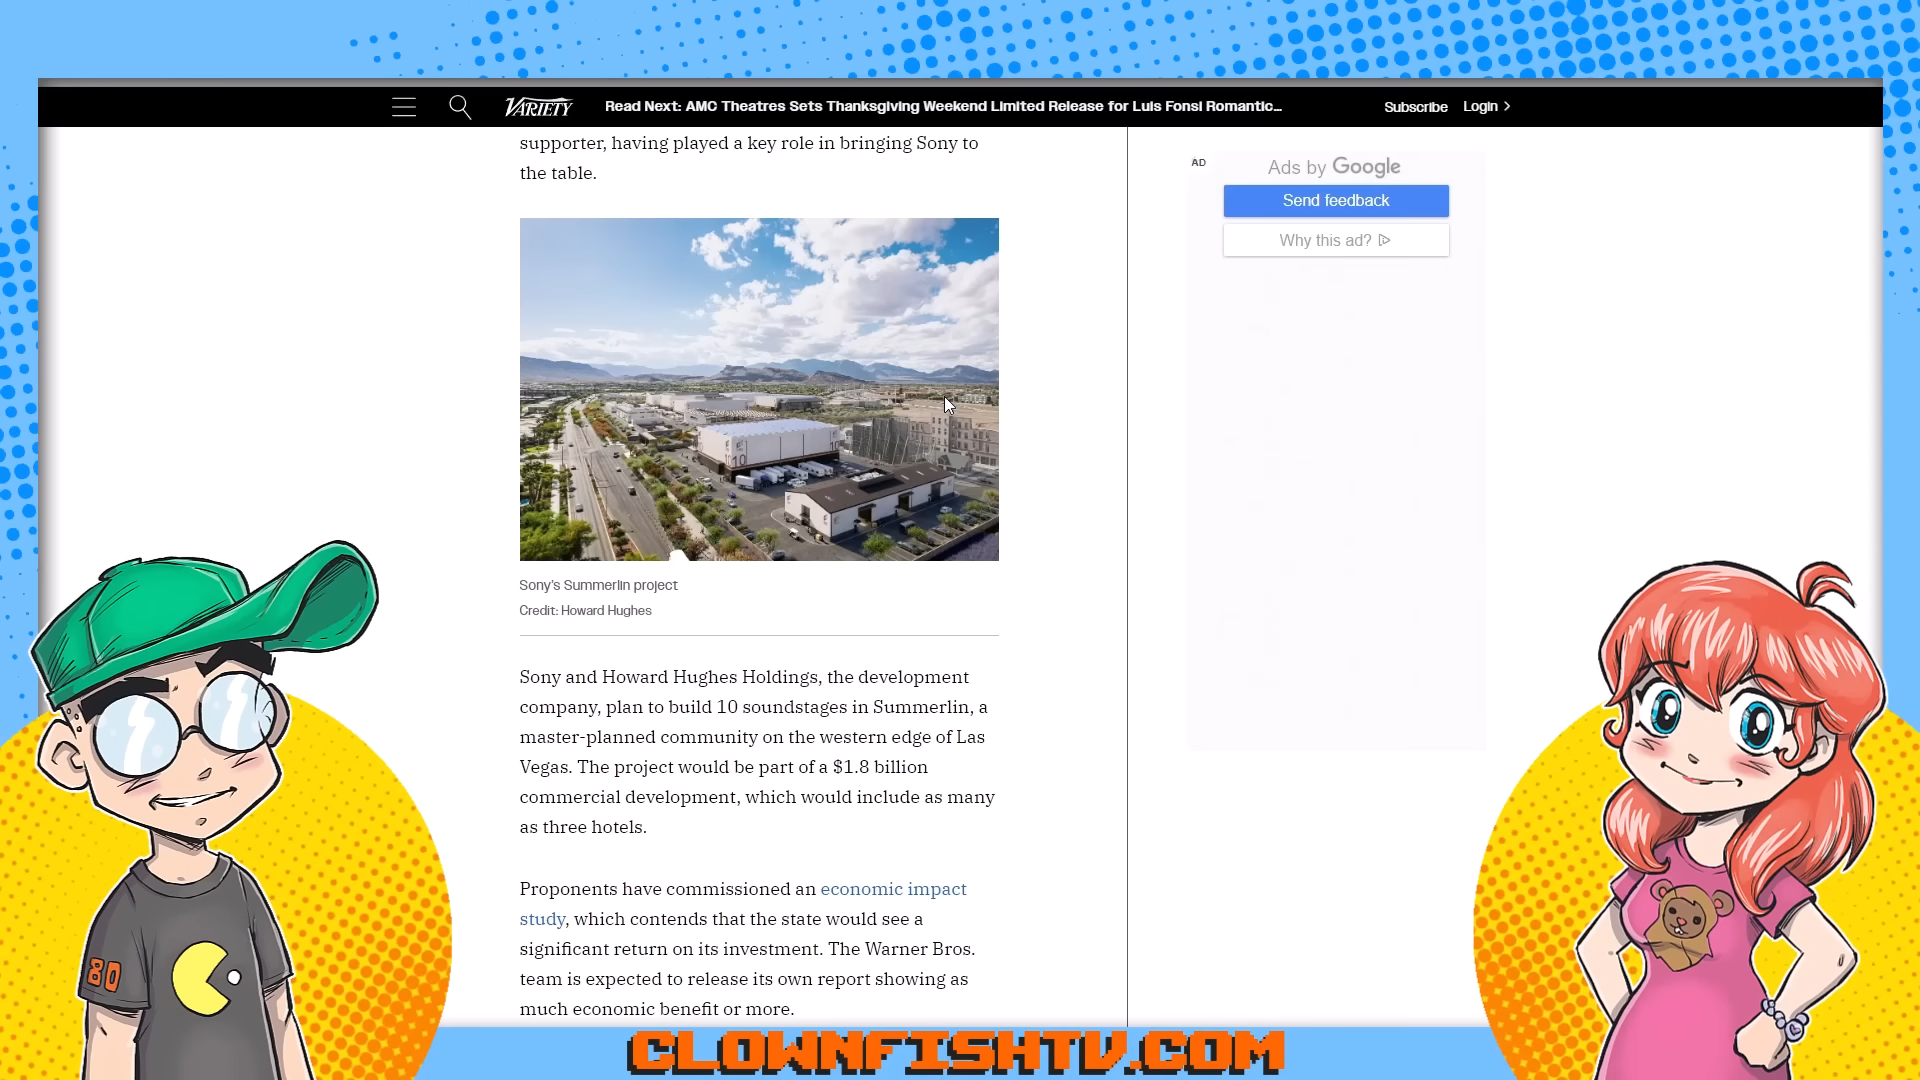 VARIETY
Read Next: AMC Theatres Sets Thanksgiving Weekend Limited Release for Luis Fonsi Romantic...
Subscribe
Login >
supporter, having played a key role in bringing Sony to
the table.
10
Sony's Summerlin project
Credit: Howard Hughes
Sony and Howard Hughes Holdings, the development
company, plan to build 10 soundstages in Summerlin, a
master-planned community on the western edge of Las
Vegas. The project would be part of a $1.8 billion
commercial development, which would include as many
as three hotels.
Proponents have commissioned an economic impact
study, which contends that the state would see a
significant return on its investment. The Warner Bros.
team is expected to release its own report showing as
much economic benefit or more.
AD
Ads by Google
Send feedback
Why this ad?
80
CLOWNFISHTV.COM